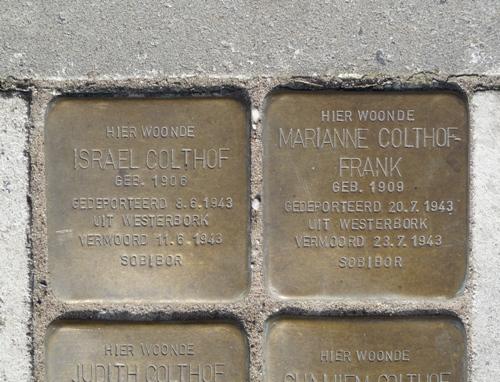 HIER WOONDE
ISRAEL COLTHOF
GEB. 1906
GEDEPORTEERD 8.6.1943
UIT WESTERBORK
VERMOORD 11.6.1943
SOBIBOR
HIER WOONDE
MARIANNE COLTHOF-
FRANK
GEB. 1909
GEDEPORTEERD 20.7.1943
UIT WESTERBORK
VERMOORD 23.7.1943
SOBIBOR
HIER WOONDE
JUDITH COLTHOF
HIER WOONDE
COLTHOF